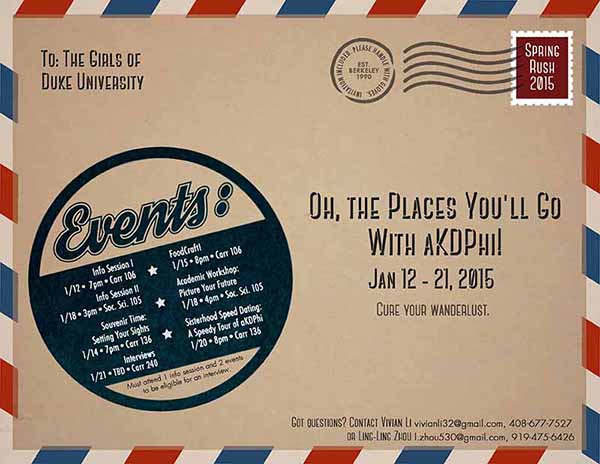 To: The Girls of
Duke University
INVITATION INCLUDED. PLEASE HANDLE WITH GLOVES.
EST.
BERKELEY
1990
Spring
Rush
2015
Events:
Info Session I
1/12 • 7pm • Carr 106
Info Session II
1/18 • 3pm • Soc. Sci. 105
Souvenir Time:
Setting Your Sights
1/14 • 7pm • Carr 136
Interviews
1/21 • TBD • Carr 240
FoodCraft!
1/15 • 8pm • Carr 106
Academic Workshop:
Picture Your Future
1/18 • 4pm • Soc. Sci. 105
Sisterhood Speed Dating:
A Speedy Tour of aKDPhi
1/20 • 8pm • Carr 136
Must attend 1 info session and 2 events
to be eligible for an interview.
Oh, the Places You'll Go
With aKDPhi!
Jan 12 - 21, 2015
Cure your wanderlust.
Got questions? Contact Vivian Li vivianli32@gmail.com, 408-677-7527
or Ling-Ling Zhou l.zhou530@gmail.com, 919-475-6426